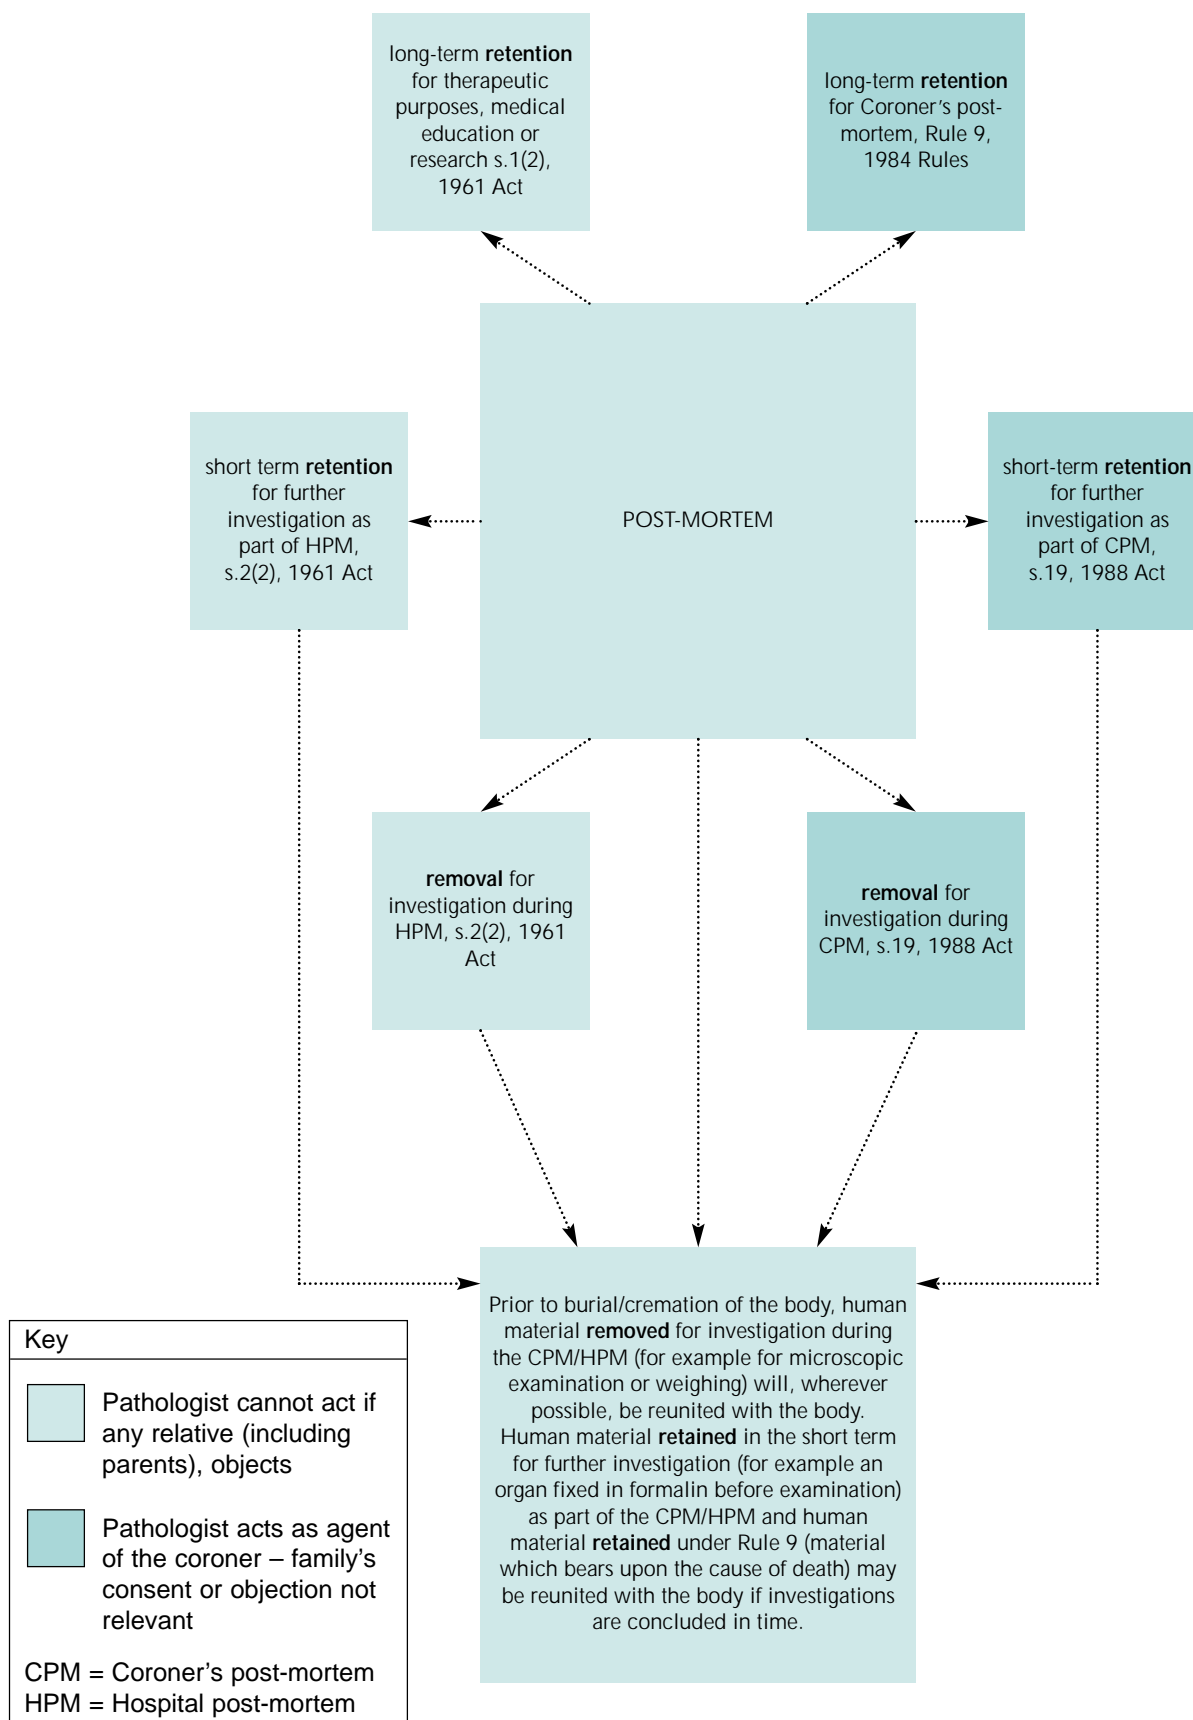 long-term retention
for therapeutic
purposes, medical
education or
research s.1(2),
1961 Act
long-term retention
for Coroner's post-
mortem, Rule 9,
1984 Rules
short term retention
for further
investigation as
part of HPM,
s.2(2), 1961 Act
POST-MORTEM
short-term retention
for further
investigation as
part of CPM,
s.19, 1988 Act
removal for
investigation during
HPM, s.2(2), 1961
Act
removal for
investigation during
CPM, s.19, 1988 Act
Prior to burial/cremation of the body, human
material removed for investigation during
the CPM/HPM (for example for microscopic
examination or weighing) will, wherever
possible, be reunited with the body.
Human material retained in the short term
for further investigation (for example an
organ fixed in formalin before examination)
as part of the CPM/HPM and human
material retained under Rule 9 (material
which bears upon the cause of death) may
be reunited with the body if investigations
are concluded in time.
Key
Pathologist cannot act if
any relative (including
parents), objects
Pathologist acts as agent
of the coroner – family's
consent or objection not
relevant
CPM = Coroner's post-mortem
HPM = Hospital post-mortem